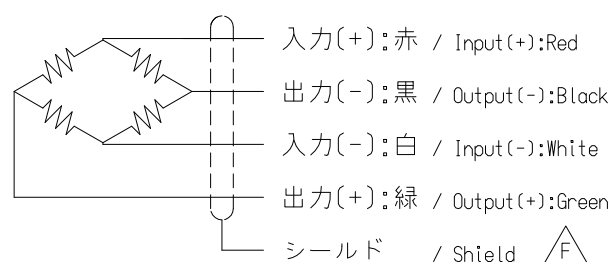 入力(+):赤 / Input(+):Red
出力(-):黒 / Output(-):Black
入力(-):白 / Input(-):White
出力(+):緑 / Output(+):Green
シールド / Shield F